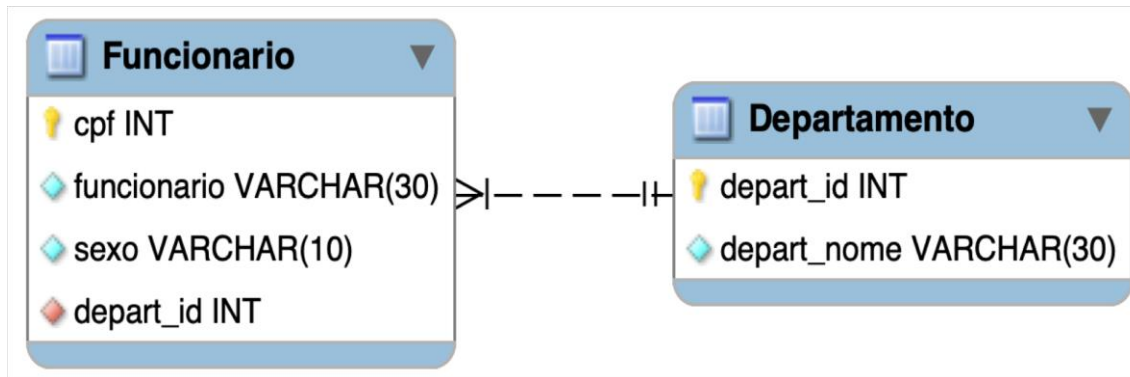 Funcionario
cpf INT
funcionario VARCHAR(30)
sexo VARCHAR(10)
depart_id INT
Departamento
depart_id INT
depart_nome VARCHAR(30)